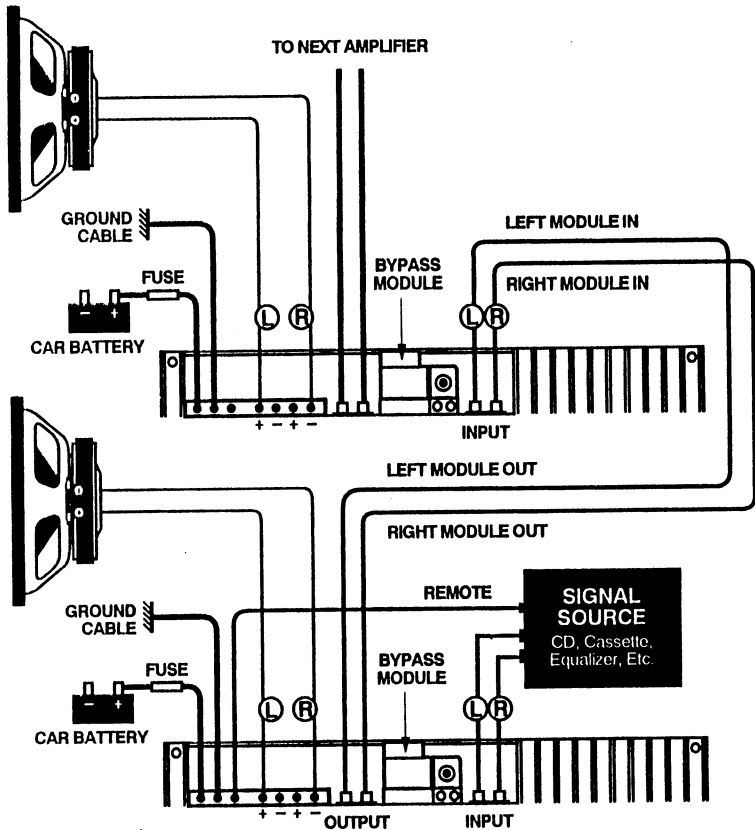 TO NEXT AMPLIFIER
GROUND
CABLE
LEFT MODULE IN
FUSE
BYPASS
MODULE
RIGHT MODULE IN
- +
L R
L R
CAR BATTERY
+ - + -
INPUT
LEFT MODULE OUT
RIGHT MODULE OUT
REMOTE
SIGNAL
SOURCE
CD, Cassette,
Equalizer, Etc.
GROUND
CABLE
FUSE
BYPASS
MODULE
- +
L R
L R
CAR BATTERY
+ - + -
OUTPUT
INPUT